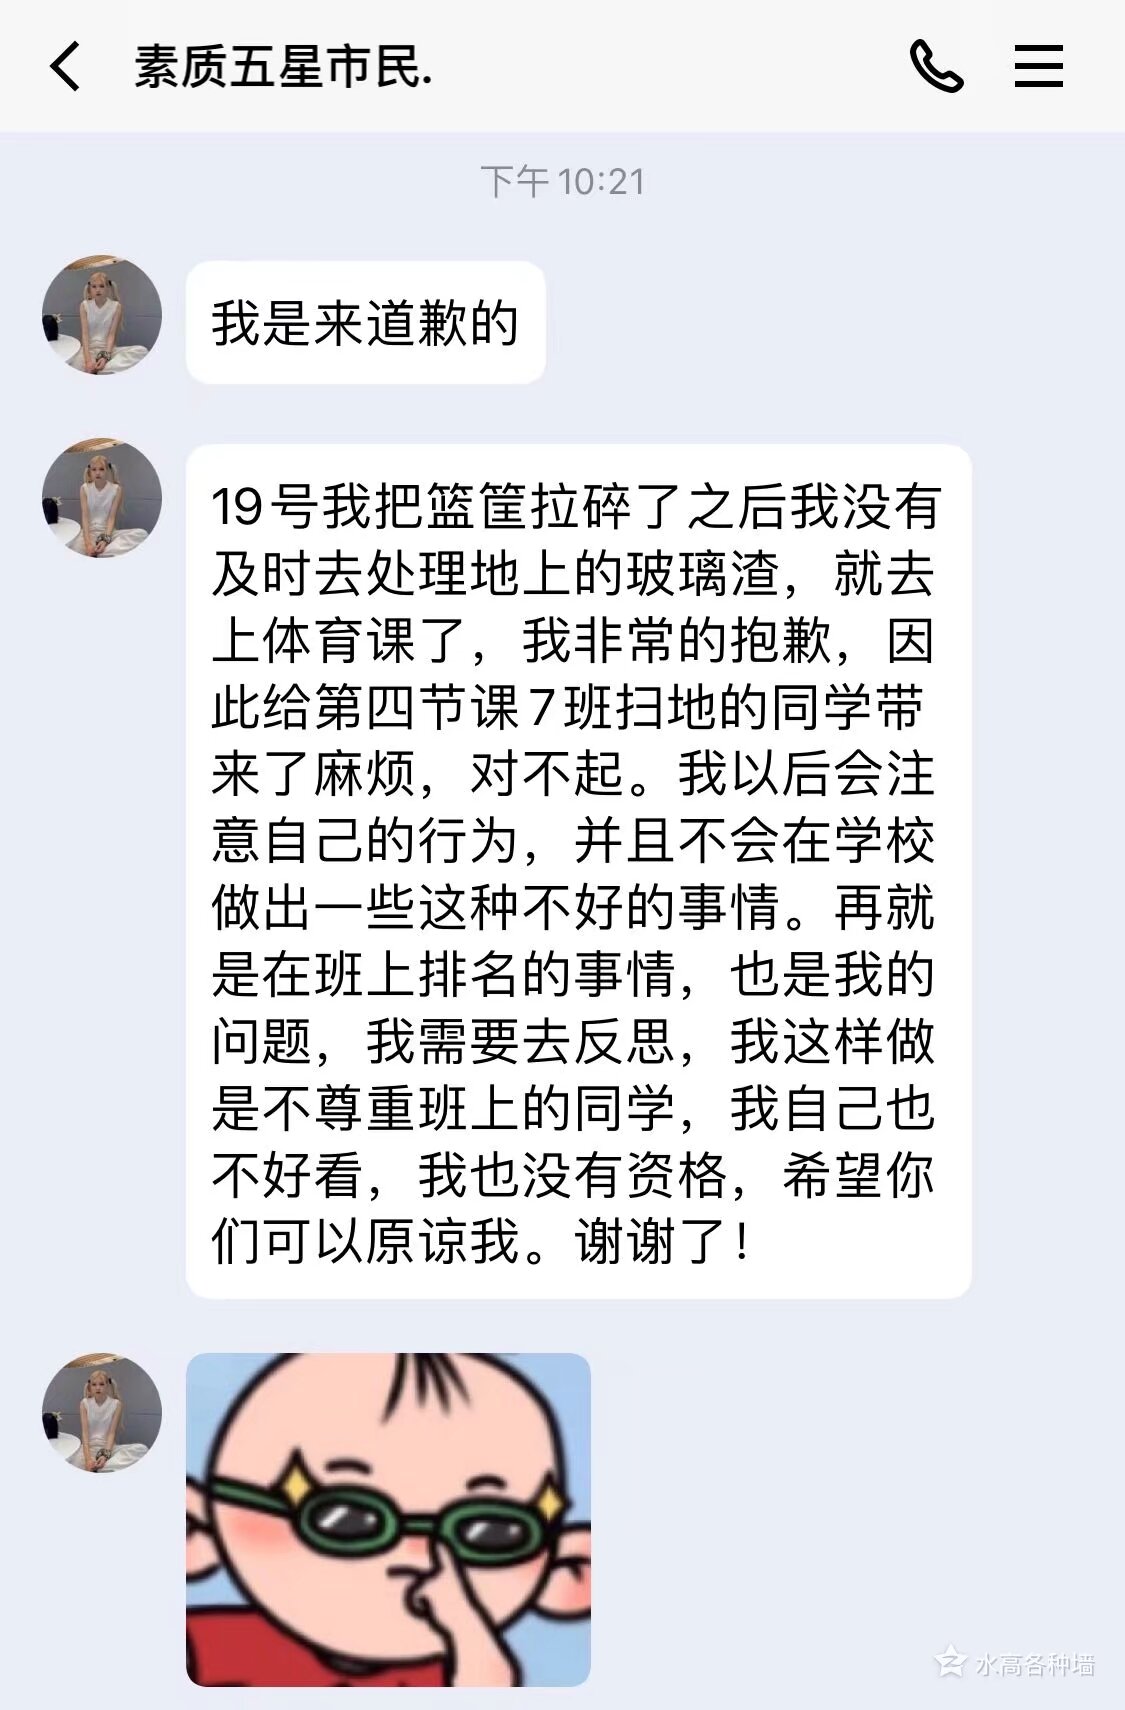 素质五星市民.
下午 10:21
我是来道歉的
19号我把篮筐拉碎了之后我没有
及时去处理地上的玻璃渣，就去
上体育课了，我非常的抱歉，因
此给第四节课7班扫地的同学带
来了麻烦，对不起。我以后会注
意自己的行为，并且不会在学校
做出一些这种不好的事情。再就
是在班上排名的事情，也是我的
问题，我需要去反思，我这样做
是不尊重班上的同学，我自己也
不好看，我也没有资格，希望你
们可以原谅我。谢谢了！
水高各种墙